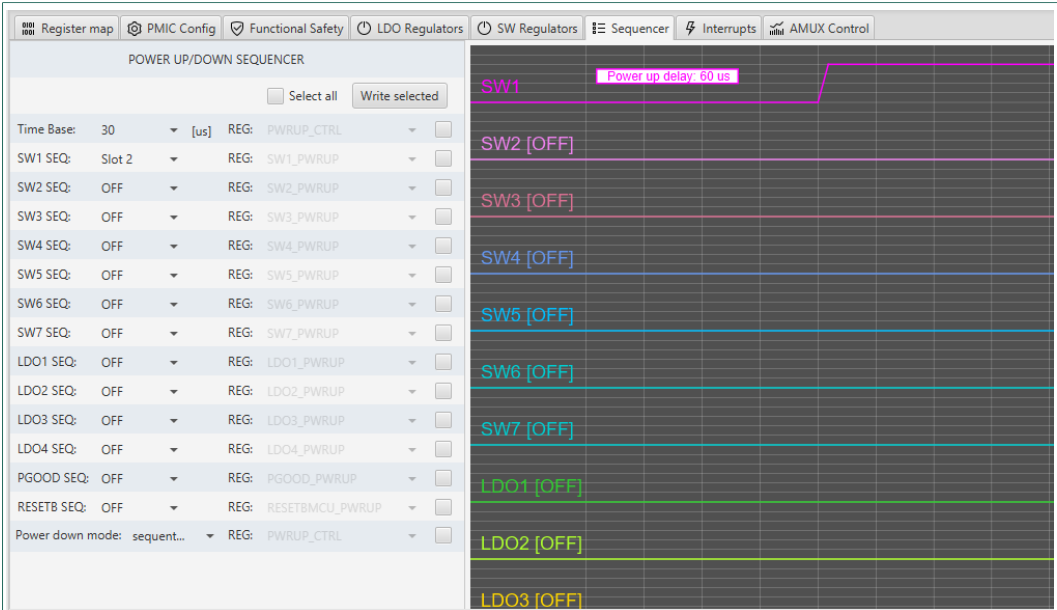 Register map PMIC Config Functional Safety LDO Regulators SW Regulators Sequencer Interrupts AMUX Control
POWER UP/DOWN SEQUENCER
Select all Write selected
Time Base: 30 [us] REG: PWRUP_CTRL
SW1 SEQ: Slot 2 REG: SW1_PWRUP
SW2 SEQ: OFF REG: SW2_PWRUP
SW3 SEQ: OFF REG: SW3_PWRUP
SW4 SEQ: OFF REG: SW4_PWRUP
SW5 SEQ: OFF REG: SW5_PWRUP
SW6 SEQ: OFF REG: SW6_PWRUP
SW7 SEQ: OFF REG: SW7_PWRUP
LDO1 SEQ: OFF REG: LDO1_PWRUP
LDO2 SEQ: OFF REG: LDO2_PWRUP
LDO3 SEQ: OFF REG: LDO3_PWRUP
LDO4 SEQ: OFF REG: LDO4_PWRUP
PGOOD SEQ: OFF REG: PGOOD_PWRUP
RESETB SEQ: OFF REG: RESETBMCU_PWRUP
Power down mode: sequent... REG: PWRUP_CTRL
SW1
Power up delay: 60 us
SW2 [OFF]
SW3 [OFF]
SW4 [OFF]
SW5 [OFF]
SW6 [OFF]
SW7 [OFF]
LDO1 [OFF]
LDO2 [OFF]
LDO3 [OFF]